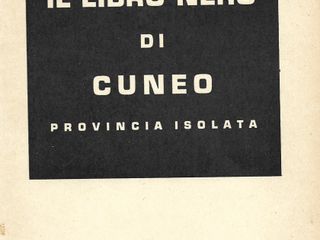 IL LIBRO NERO
DI
CUNEO
PROVINCIA ISOLATA